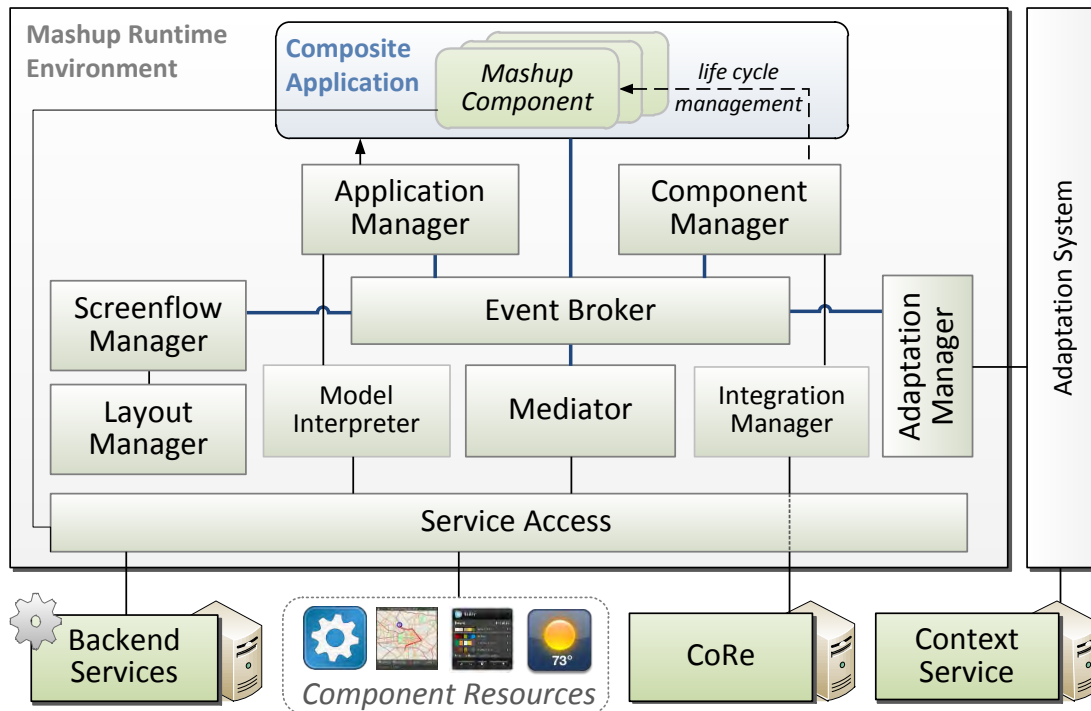 Mashup Runtime
Environment
Composite
Application
Mashup
Component
life cycle
management
Application
Manager
Component
Manager
Screenflow
Manager
Event Broker
Adaptation
Manager
Adaptation System
Layout
Manager
Model
Interpreter
Mediator
Integration
Manager
Service Access
Backend
Services
73°
Component Resources
CoRe
Context
Service